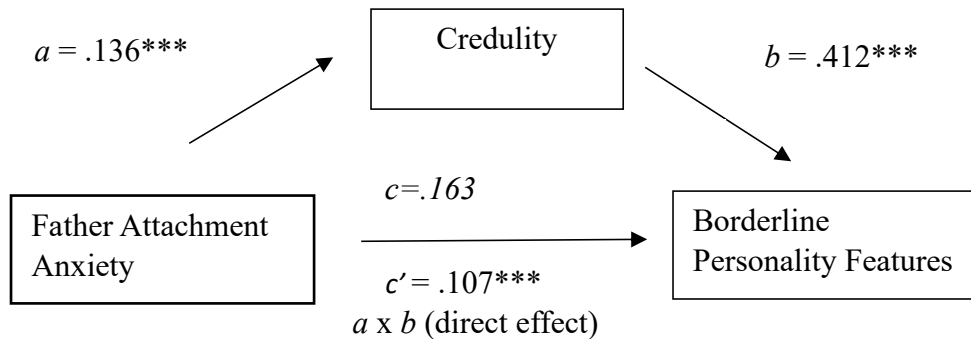 Credulity
a = .136***
b = .412***
c=.163
Father Attachment
Anxiety
Borderline
Personality Features
c′ = .107***
a x b (direct effect)